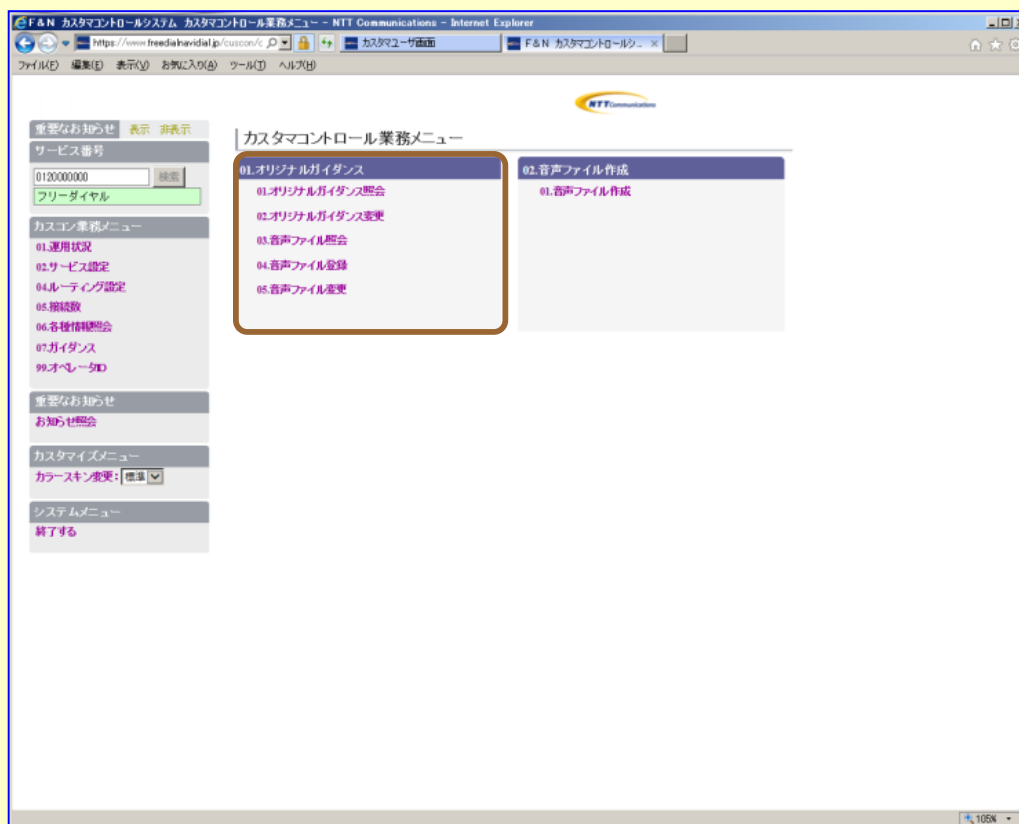 F&N カスタマコントロールシステム カスタマコントロール業務メニュー - NTT Communications - Internet Explorer
https://www.freedialnavidial.jp/cuscon/c
カスタマユーザ画面
F&N カスタマコントロールシ...
ファイル(F) 編集(E) 表示(V) お気に入り(A) ツール(T) ヘルプ(H)
NTT Communications
重要なお知らせ 表示 非表示
サービス番号
0120000000 検索
フリーダイヤル
カスコン業務メニュー
01.運用状況
02.サービス設定
04.ルーティング設定
05.接続数
06.各種情報照会
07.ガイダンス
99.オペレータID
重要なお知らせ
お知らせ照会
カスタマイズメニュー
カラースキン変更: 標準
システムメニュー
終了する
カスタマコントロール業務メニュー
01.オリジナルガイダンス
01.オリジナルガイダンス照会
02.オリジナルガイダンス変更
03.音声ファイル照会
04.音声ファイル登録
05.音声ファイル変更
02.音声ファイル作成
01.音声ファイル作成
105%